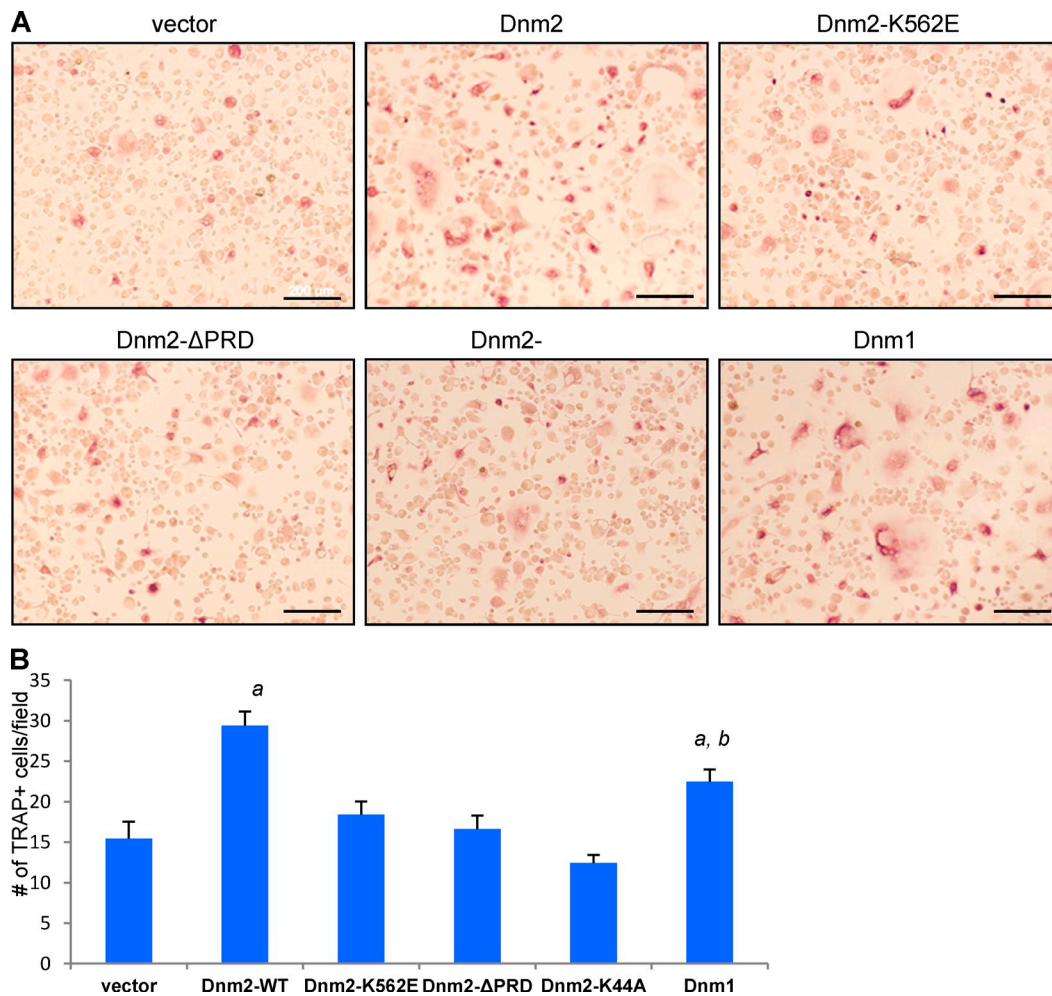 A
vector
Dnm2
Dnm2-K562E
200 um
Dnm2-ΔPRD
Dnm2-
Dnm1
B
# of TRAP+ cells/field
35
30
25
20
15
10
5
0
a
a, b
vector
Dnm2-WT
Dnm2-K562E
Dnm2-ΔPRD
Dnm2-K44A
Dnm1